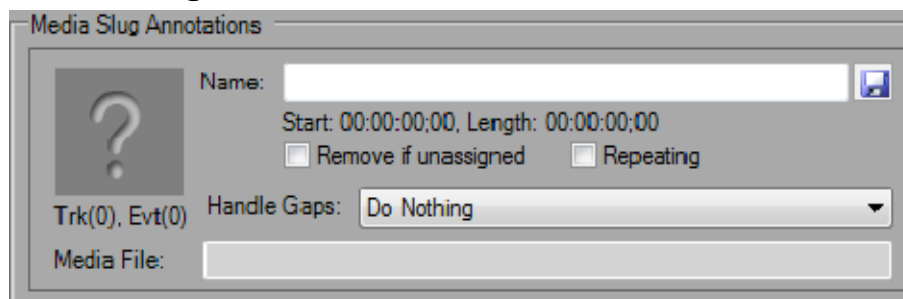 Media Slug Annotations
?
Name:
Start: 00:00:00;00, Length: 00:00:00;00
Remove if unassigned Repeating
Trk(0), Evt(0) Handle Gaps: Do Nothing
Media File: